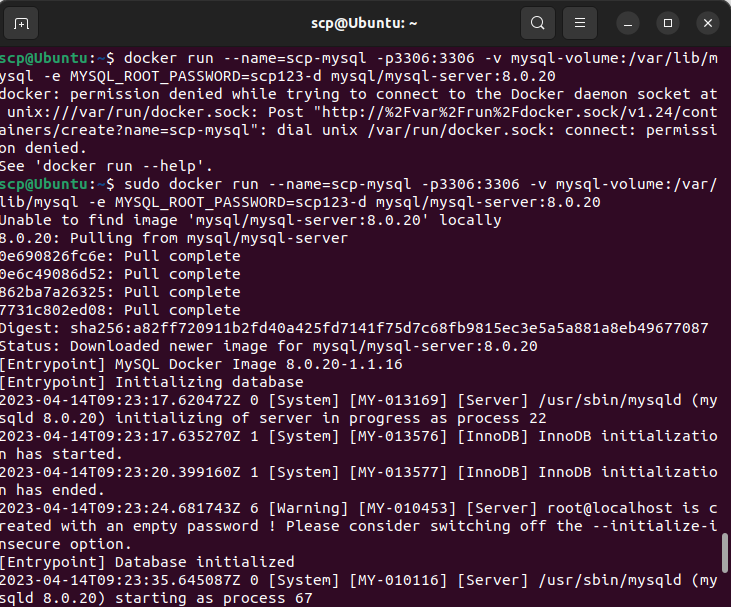 scp@Ubuntu: ~
scp@Ubuntu:~$ docker run --name=scp-mysql -p3306:3306 -v mysql-volume:/var/lib/m
ysql -e MYSQL_ROOT_PASSWORD=scp123-d mysql/mysql-server:8.0.20
docker: permission denied while trying to connect to the Docker daemon socket at
 unix:///var/run/docker.sock: Post "http://%2Fvar%2Frun%2Fdocker.sock/v1.24/cont
ainers/create?name=scp-mysql": dial unix /var/run/docker.sock: connect: permissi
on denied.
See 'docker run --help'.
scp@Ubuntu:~$ sudo docker run --name=scp-mysql -p3306:3306 -v mysql-volume:/var/
lib/mysql -e MYSQL_ROOT_PASSWORD=scp123-d mysql/mysql-server:8.0.20
Unable to find image 'mysql/mysql-server:8.0.20' locally
8.0.20: Pulling from mysql/mysql-server
0e690826fc6e: Pull complete
0e6c49086d52: Pull complete
862ba7a26325: Pull complete
7731c802ed08: Pull complete
Digest: sha256:a82ff720911b2fd40a425fd7141f75d7c68fb9815ec3e5a5a881a8eb49677087
Status: Downloaded newer image for mysql/mysql-server:8.0.20
[Entrypoint] MySQL Docker Image 8.0.20-1.1.16
[Entrypoint] Initializing database
2023-04-14T09:23:17.620472Z 0 [System] [MY-013169] [Server] /usr/sbin/mysqld (my
sqld 8.0.20) initializing of server in progress as process 22
2023-04-14T09:23:17.635270Z 1 [System] [MY-013576] [InnoDB] InnoDB initializatio
n has started.
2023-04-14T09:23:20.399160Z 1 [System] [MY-013577] [InnoDB] InnoDB initializatio
n has ended.
2023-04-14T09:23:24.681743Z 6 [Warning] [MY-010453] [Server] root@localhost is c
reated with an empty password ! Please consider switching off the --initialize-i
nsecure option.
[Entrypoint] Database initialized
2023-04-14T09:23:35.645087Z 0 [System] [MY-010116] [Server] /usr/sbin/mysqld (my
sqld 8.0.20) starting as process 67